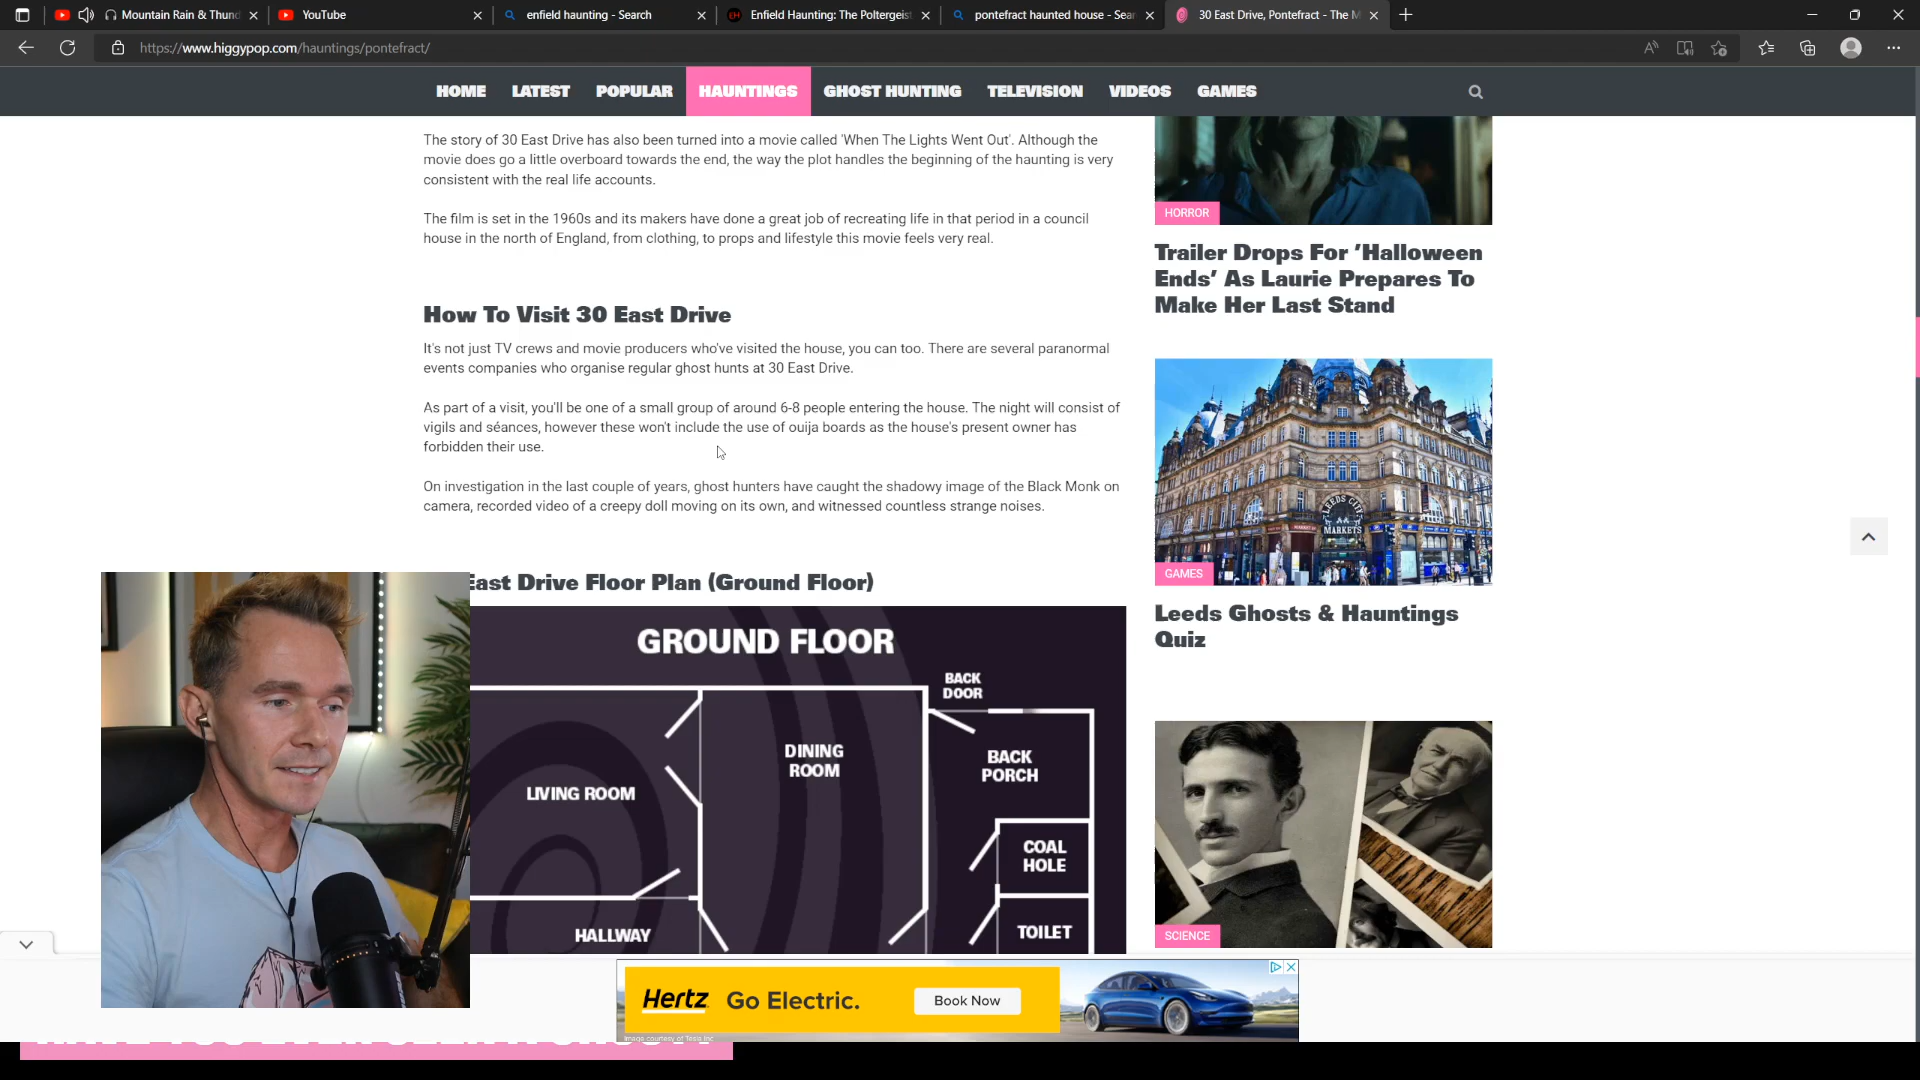 Mountain Rain & Thund
YouTube
enfield haunting - Search
Enfield Haunting: The Poltergeist
pontefract haunted house - Sear
30 East Drive, Pontefract - The M
https://www.higgypop.com/hauntings/pontefract/
HOME
LATEST
POPULAR
HAUNTINGS
GHOST HUNTING
TELEVISION
VIDEOS
GAMES
The story of 30 East Drive has also been turned into a movie called 'When The Lights Went Out'. Although the
movie does go a little overboard towards the end, the way the plot handles the beginning of the haunting is very
consistent with the real life accounts.
The film is set in the 1960s and its makers have done a great job of recreating life in that period in a council
house in the north of England, from clothing, to props and lifestyle this movie feels very real.
How To Visit 30 East Drive
It's not just TV crews and movie producers who've visited the house, you can too. There are several paranormal
events companies who organise regular ghost hunts at 30 East Drive.
As part of a visit, you'll be one of a small group of around 6-8 people entering the house. The night will consist of
vigils and séances, however these won't include the use of ouija boards as the house's present owner has
forbidden their use.
On investigation in the last couple of years, ghost hunters have caught the shadowy image of the Black Monk on
camera, recorded video of a creepy doll moving on its own, and witnessed countless strange noises.
East Drive Floor Plan (Ground Floor)
GROUND FLOOR
BACK
DOOR
DINING
ROOM
BACK
PORCH
LIVING ROOM
COAL
HOLE
HALLWAY
TOILET
HORROR
Trailer Drops For 'Halloween
Ends' As Laurie Prepares To
Make Her Last Stand
LEEDS CITY
MARKETS
GAMES
Leeds Ghosts & Hauntings
Quiz
SCIENCE
Hertz
Go Electric.
Book Now
Image courtesy of Tesla Inc